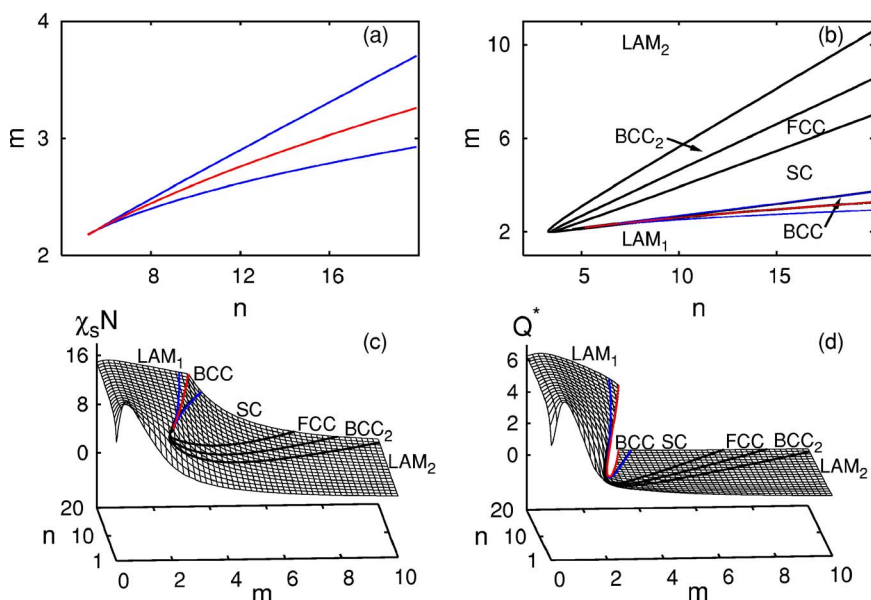 (a)
4
3
2
m
8
12
16
n
(b)
10
6
2
m
5
10
15
n
LAM2
BCC2
FCC
SC
BCC
LAM1
χsN
(c)
16
8
0
LAM1
BCC
SC
FCC
BCC2
LAM2
20
10
1
n
0
2
4
6
8
10
m
Q*
(d)
6
4
2
0
LAM1
BCC SC
FCC
BCC2
LAM2
20
10
1
n
0
2
4
6
8
10
m